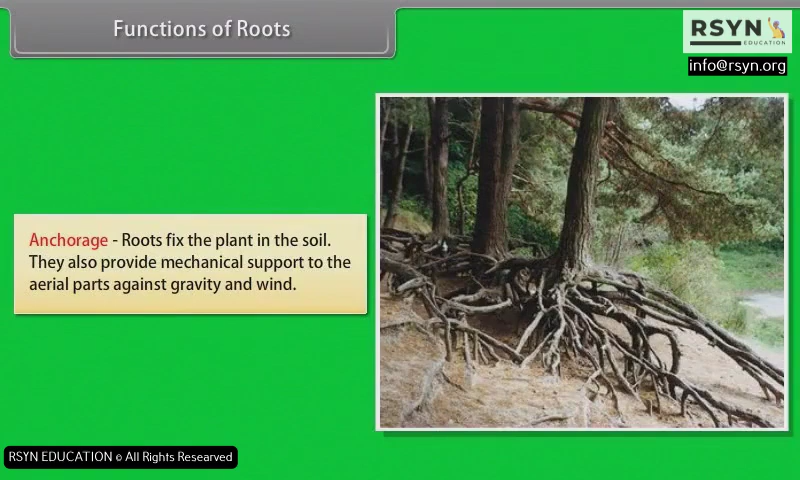 Functions of Roots
RSYN
EDUCATION
info@rsyn.org
Anchorage - Roots fix the plant in the soil.
They also provide mechanical support to the
aerial parts against gravity and wind.
RSYN EDUCATION © All Rights Researved